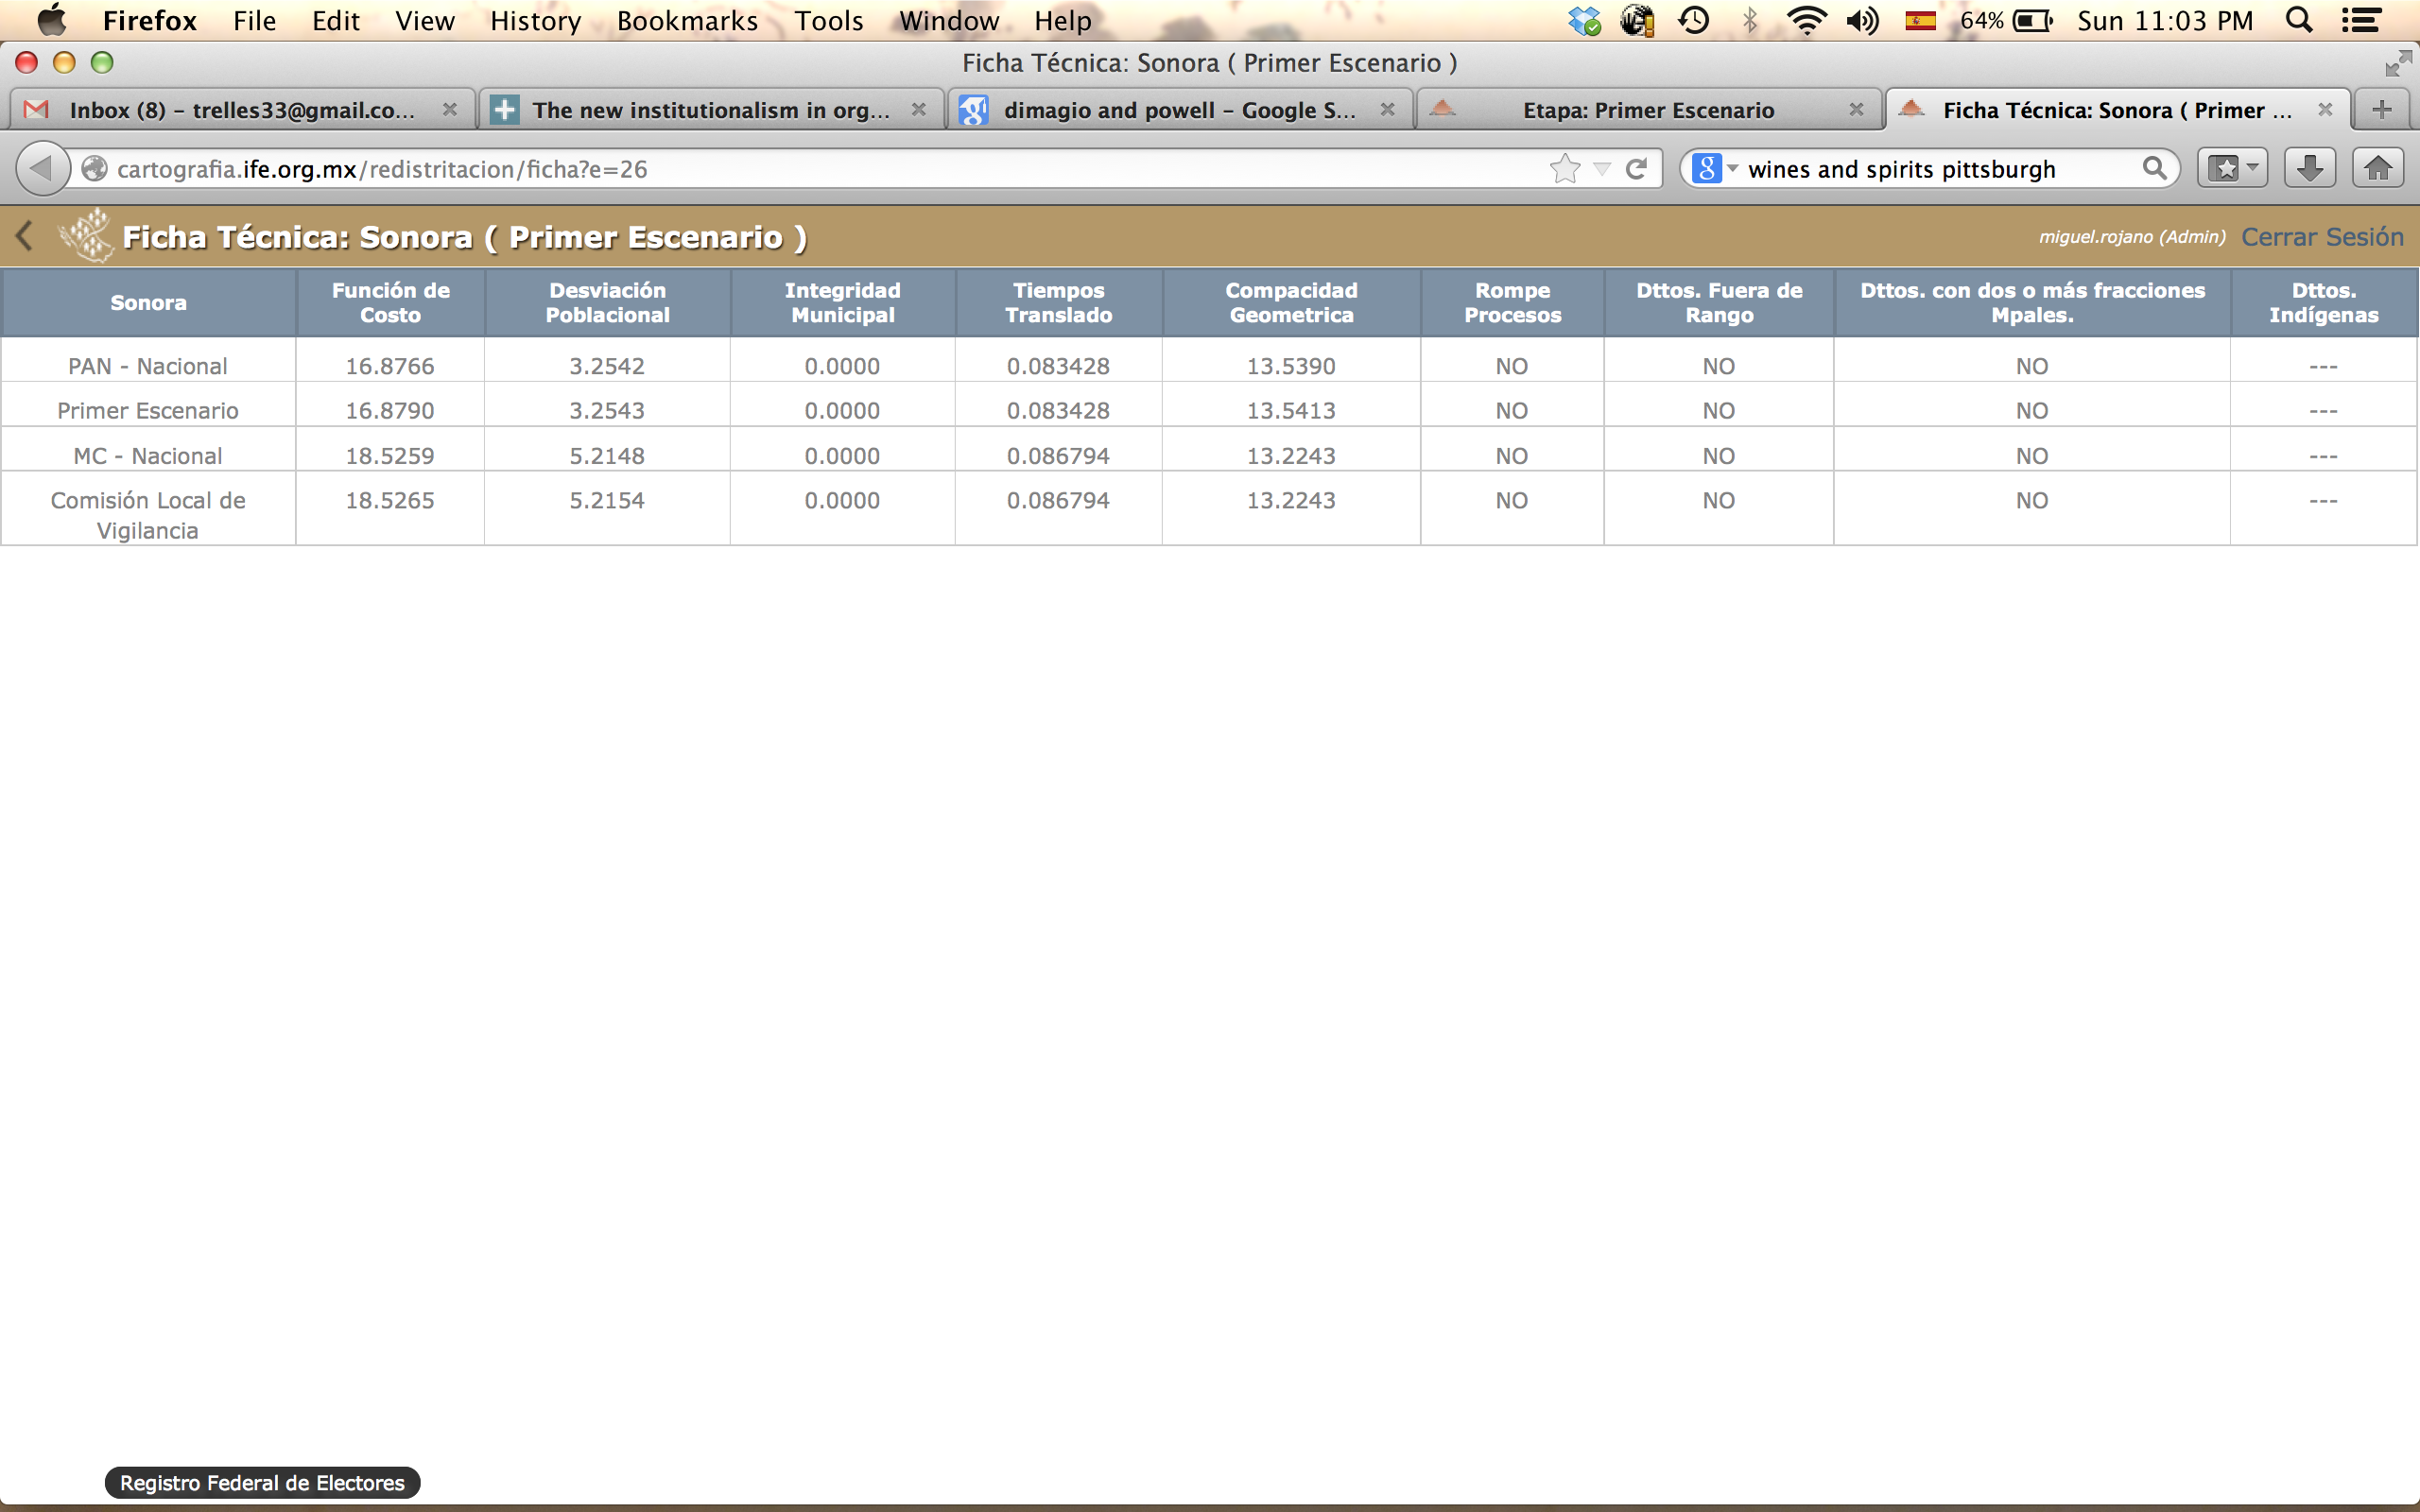 Firefox File Edit View History Bookmarks Tools Window Help 64% Sun 11:03 PM
Ficha Técnica: Sonora ( Primer Escenario )
Inbox (8) – trelles33@gmail.co... The new institutionalism in org... dimagio and powell – Google S... Etapa: Primer Escenario Ficha Técnica: Sonora ( Primer ...
cartografia.ife.org.mx/redistritacion/ficha?e=26 wines and spirits pittsburgh
Ficha Técnica: Sonora ( Primer Escenario ) miguel.rojano (Admin) Cerrar Sesión
Sonora Función de Costo Desviación Poblacional Integridad Municipal Tiempos Translado Compacidad Geometrica Rompe Procesos Dttos. Fuera de Rango Dttos. con dos o más fracciones Mpales. Dttos. Indígenas
PAN - Nacional 16.8766 3.2542 0.0000 0.083428 13.5390 NO NO NO ---
Primer Escenario 16.8790 3.2543 0.0000 0.083428 13.5413 NO NO NO ---
MC - Nacional 18.5259 5.2148 0.0000 0.086794 13.2243 NO NO NO ---
Comisión Local de Vigilancia 18.5265 5.2154 0.0000 0.086794 13.2243 NO NO NO ---
Registro Federal de Electores